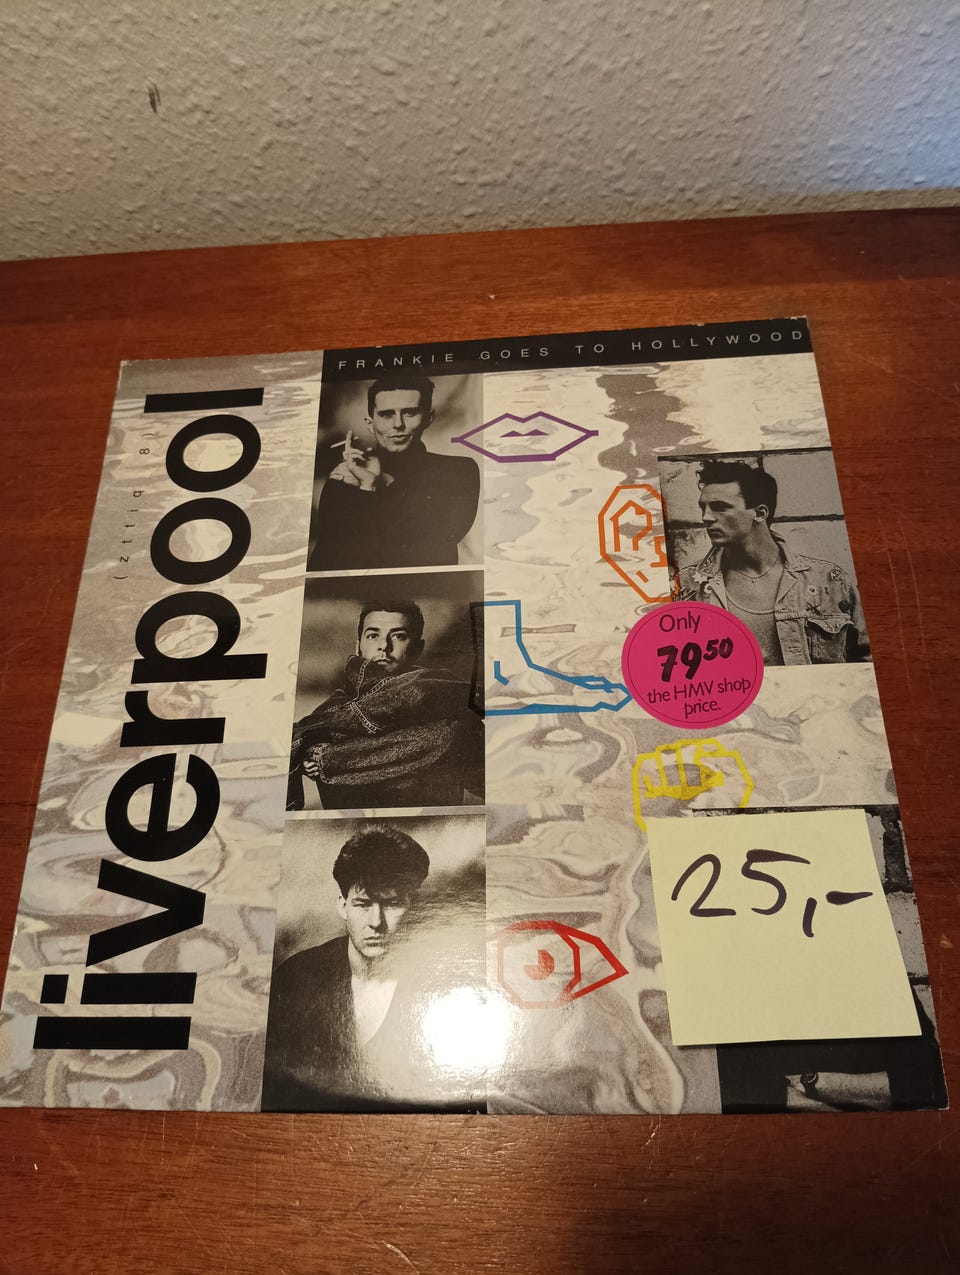 FRANKIE GOES TO HOLLYWOOD
liverpool
(zttiq 8)
Only
79 50
the HMV shop
price.
25,-